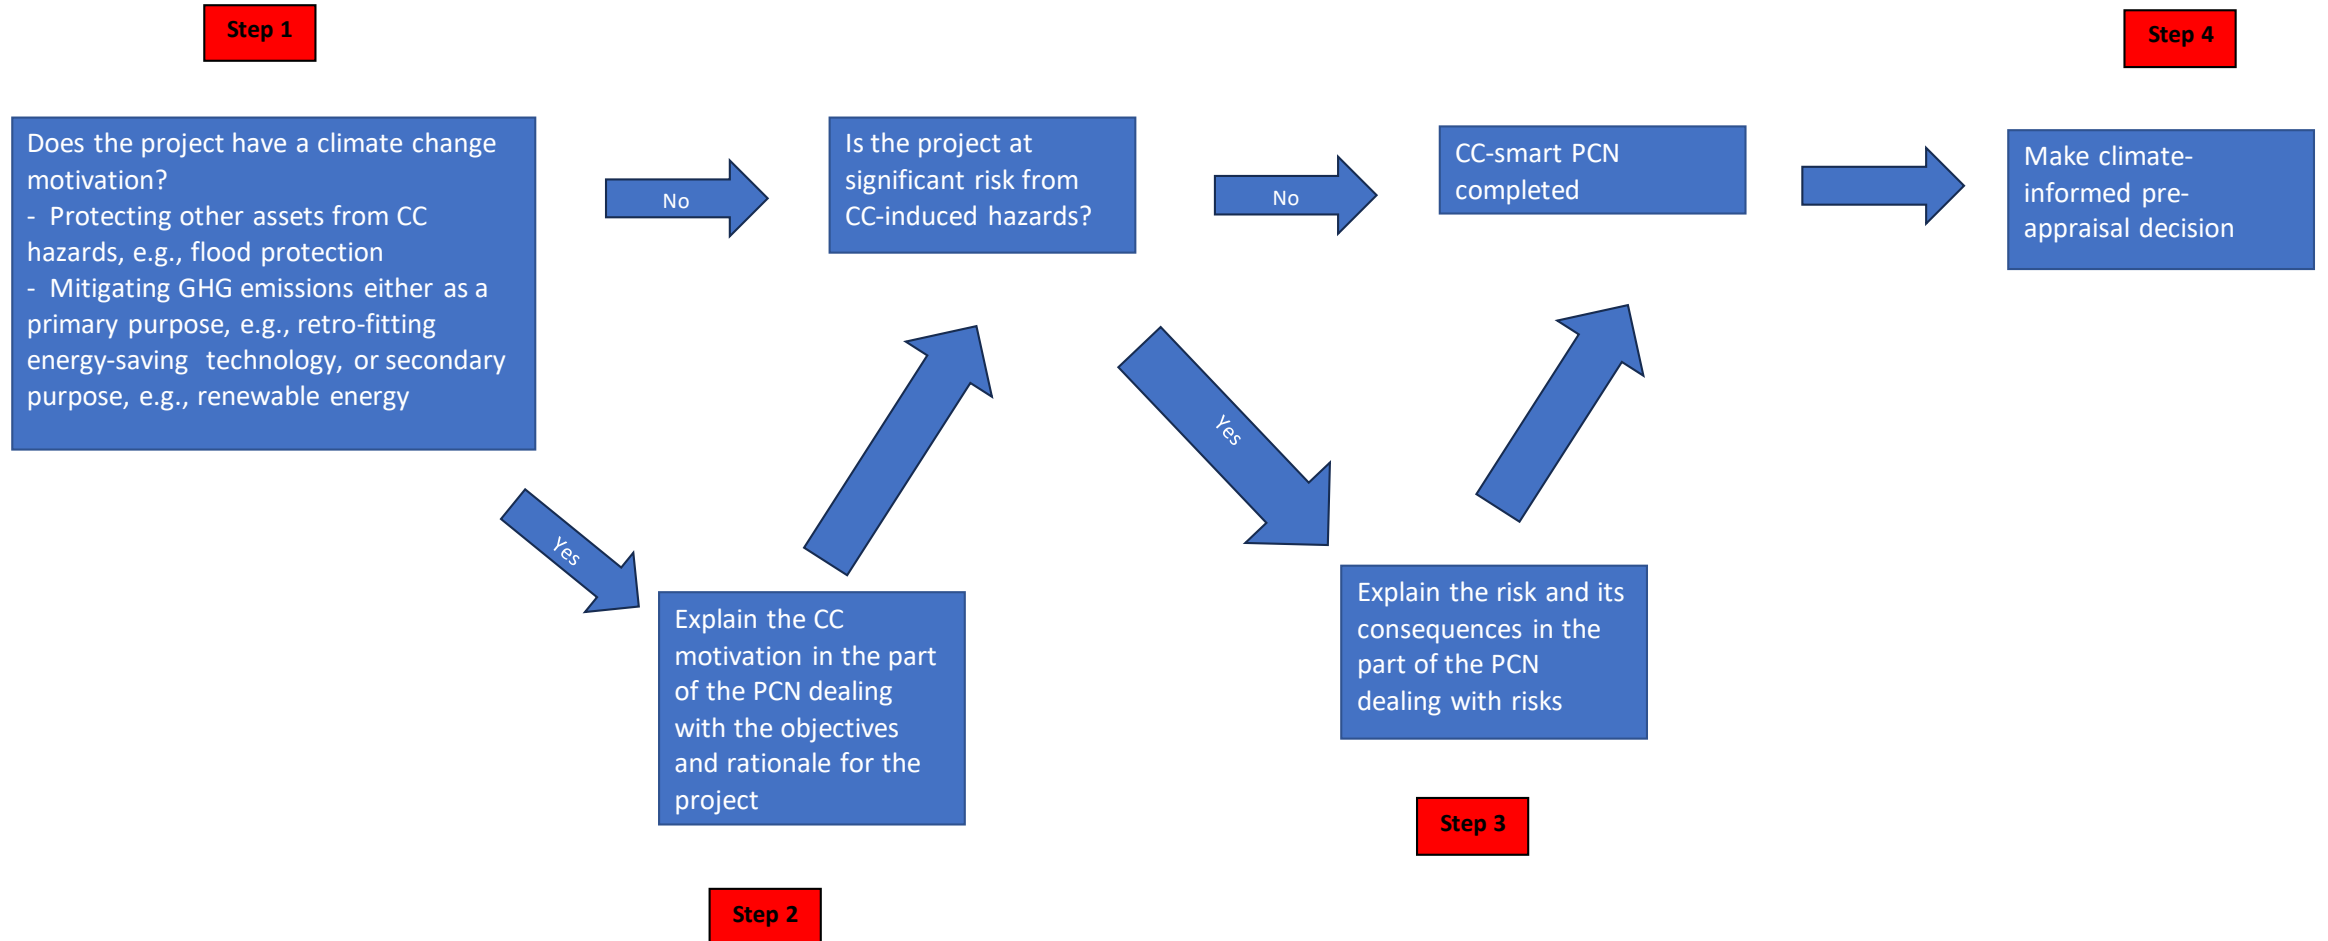 Step 1
Step 4
Does the project have a climate change
motivation?
- Protecting other assets from CC
hazards, e.g., flood protection
- Mitigating GHG emissions either as a
primary purpose, e.g., retro-fitting
energy-saving technology, or secondary
purpose, e.g., renewable energy
No
Is the project at
significant risk from
CC-induced hazards?
No
CC-smart PCN
completed
Make climate-
informed pre-
appraisal decision
Yes
Yes
Explain the CC
motivation in the part
of the PCN dealing
with the objectives
and rationale for the
project
Explain the risk and its
consequences in the
part of the PCN
dealing with risks
Step 3
Step 2